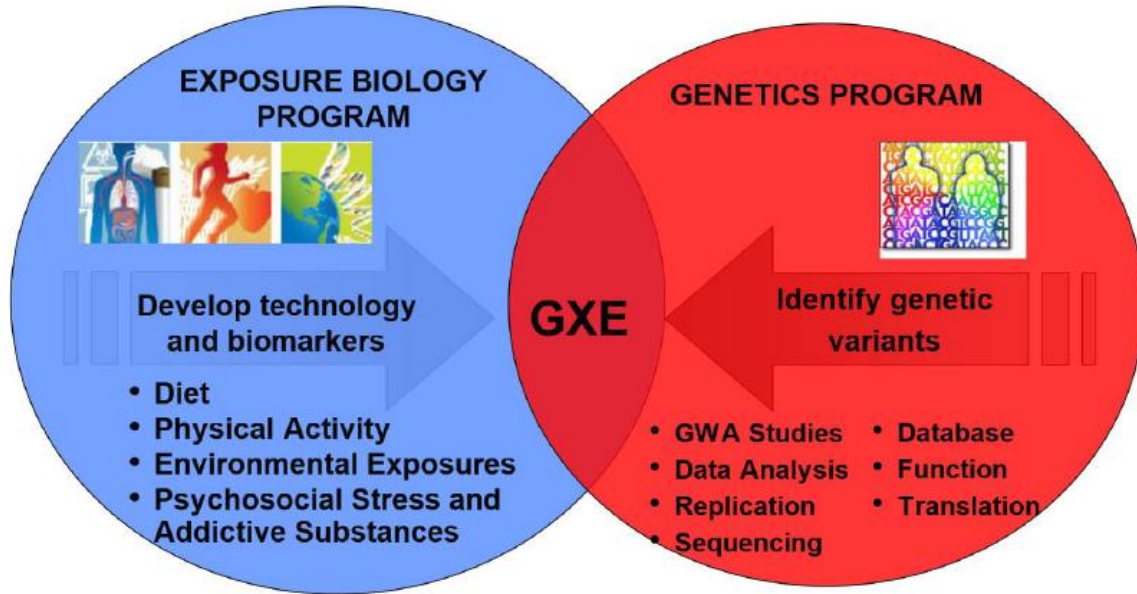 EXPOSURE BIOLOGY
PROGRAM
GENETICS PROGRAM
Develop technology
and biomarkers
GXE
Identify genetic
variants
• Diet
• Physical Activity
• Environmental Exposures
• Psychosocial Stress and
Addictive Substances
• GWA Studies
• Data Analysis
• Replication
• Sequencing
• Database
• Function
• Translation